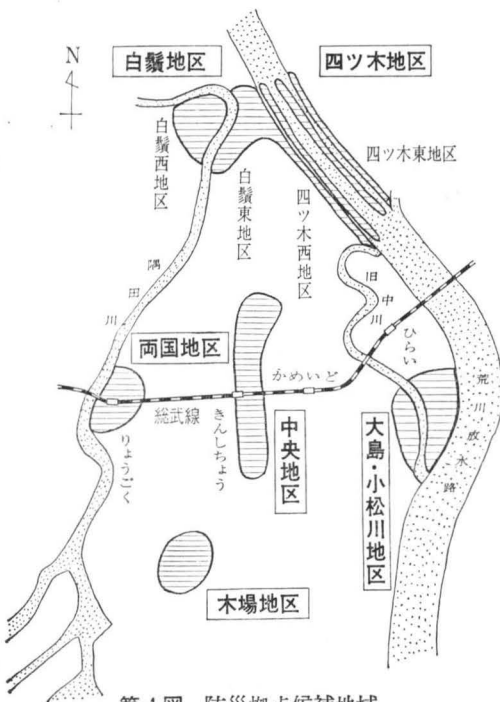 N
白鬚地区
四ツ木地区
白鬚西地区
白鬚東地区
四ツ木西地区
四ツ木東地区
隅田川
旧中川
ひらい
両国地区
かめいど
荒川放水路
総武線
きんしちょう
りょうごく
中央地区
大島・小松川地区
木場地区